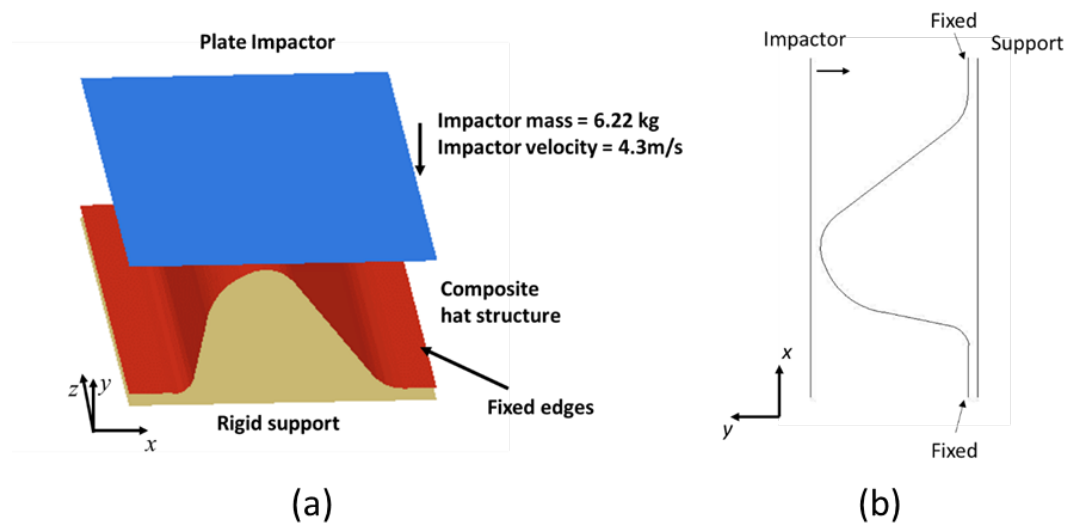 Plate Impactor
Impactor mass = 6.22 kg
Impactor velocity = 4.3m/s
Composite
hat structure
Fixed edges
Rigid support
z
y
x
(a)
Fixed
Impactor
Support
x
y
Fixed
(b)